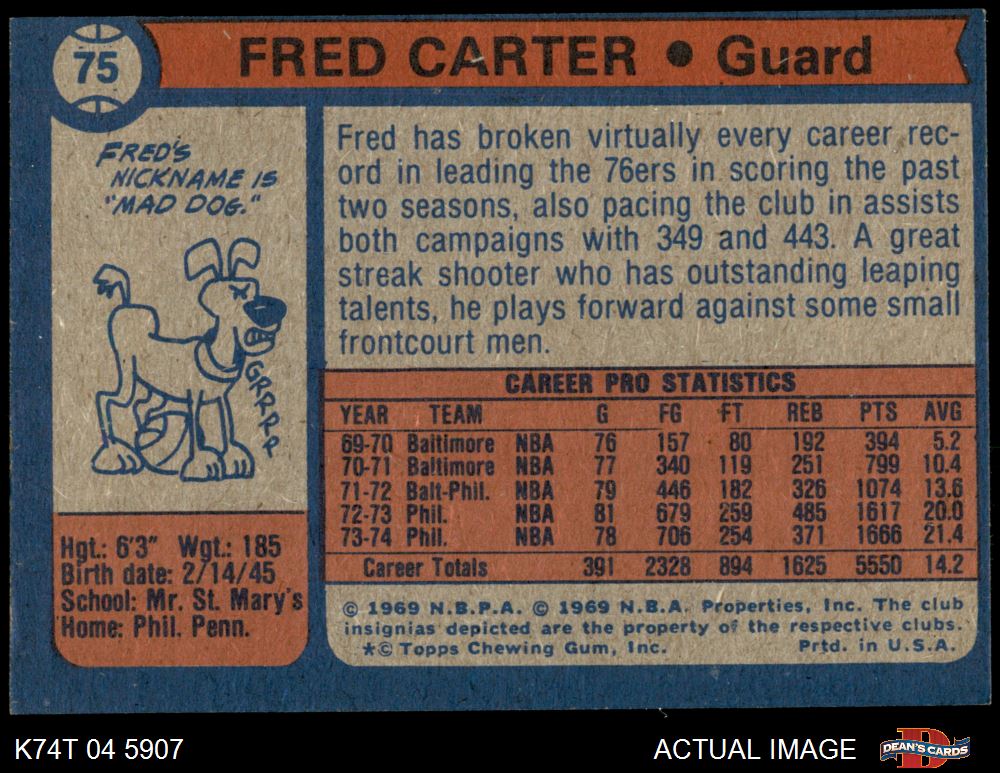 75
FRED CARTER • Guard
FRED'S
NICKNAME IS
"MAD DOG."
GRRRP
Hgt.: 6'3" Wgt.: 185
Birth date: 2/14/45
School: Mr. St. Mary's
Home: Phil. Penn.
Fred has broken virtually every career rec-
ord in leading the 76ers in scoring the past
two seasons, also pacing the club in assists
both campaigns with 349 and 443. A great
streak shooter who has outstanding leaping
talents, he plays forward against some small
frontcourt men.
CAREER PRO STATISTICS
YEAR TEAM G FG FT REB PTS AVG
69-70 Baltimore NBA 76 157 80 192 394 5.2
70-71 Baltimore NBA 77 340 119 251 799 10.4
71-72 Balt-Phil. NBA 79 446 182 326 1074 13.6
72-73 Phil. NBA 81 679 259 485 1617 20.0
73-74 Phil. NBA 78 706 254 371 1666 21.4
Career Totals 391 2328 894 1625 5550 14.2
© 1969 N.B.P.A. © 1969 N.B.A. Properties, Inc. The club
insignias depicted are the property of the respective clubs.
*© Topps Chewing Gum, Inc. Prtd. in U.S.A.
K74T 04 5907
ACTUAL IMAGE
DEAN'S CARDS